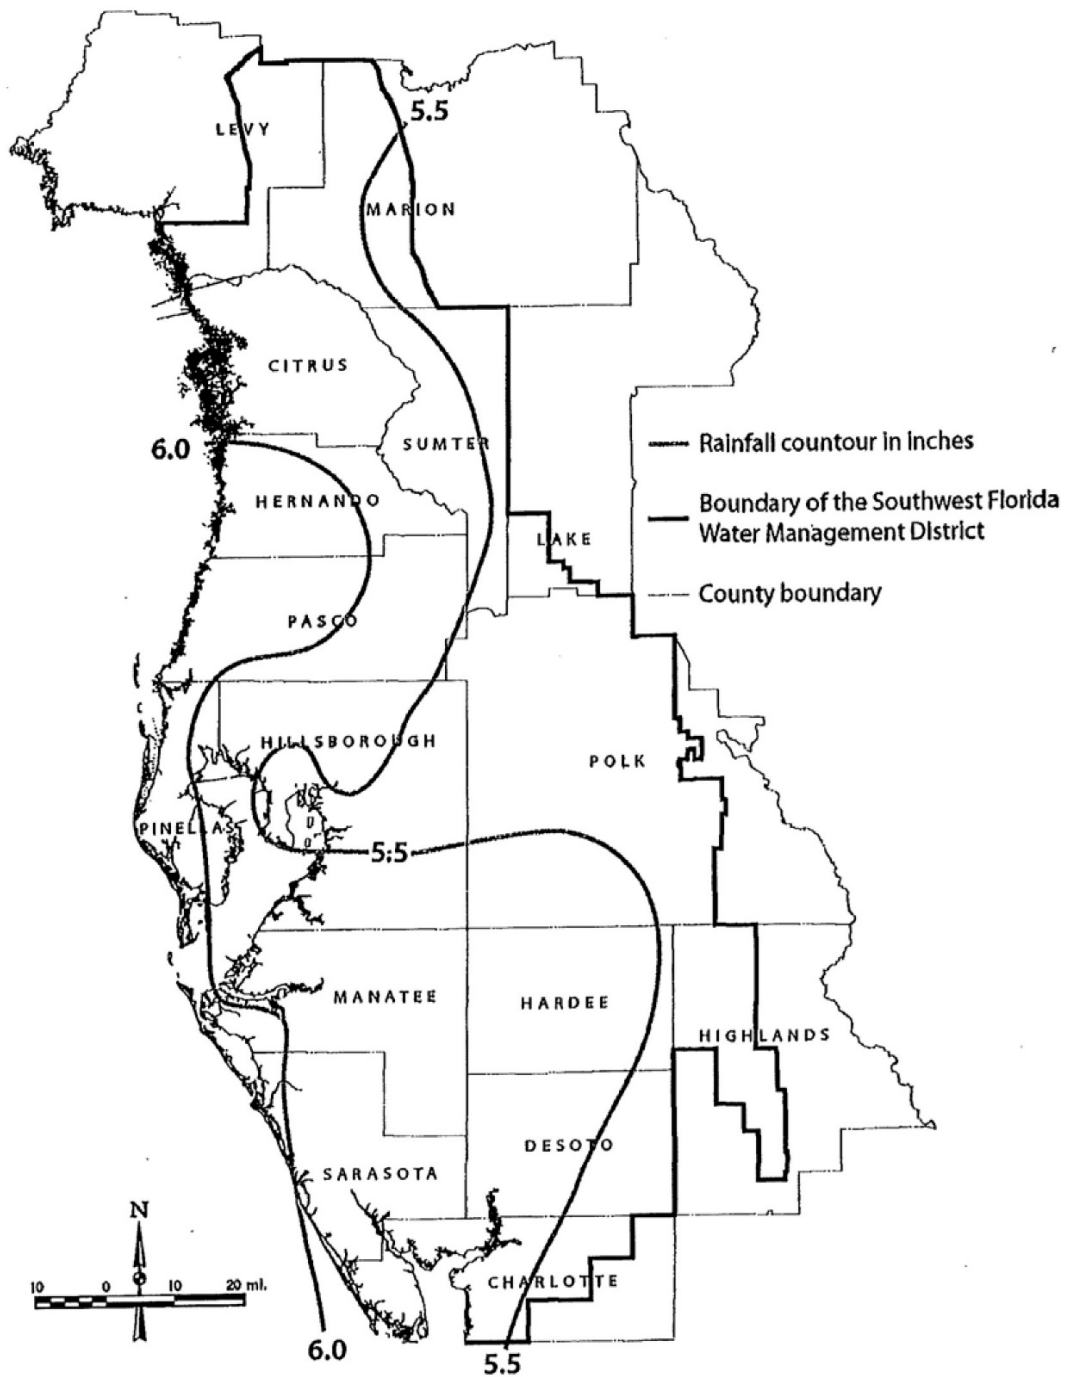 5.5
LEVY
MARION
CITRUS
6.0
SUMTER
Rainfall countour in inches
HERNANDO
Boundary of the Southwest Florida
Water Management District
LAKE
County boundary
PASCO
HILLSBOROUGH
POLK
PINELLAS
5:5
MANATEE
HARDEE
HIGHLANDS
DESOTO
SARASOTA
N
CHARLOTTE
10 0 10 20 mI.
6.0
5.5